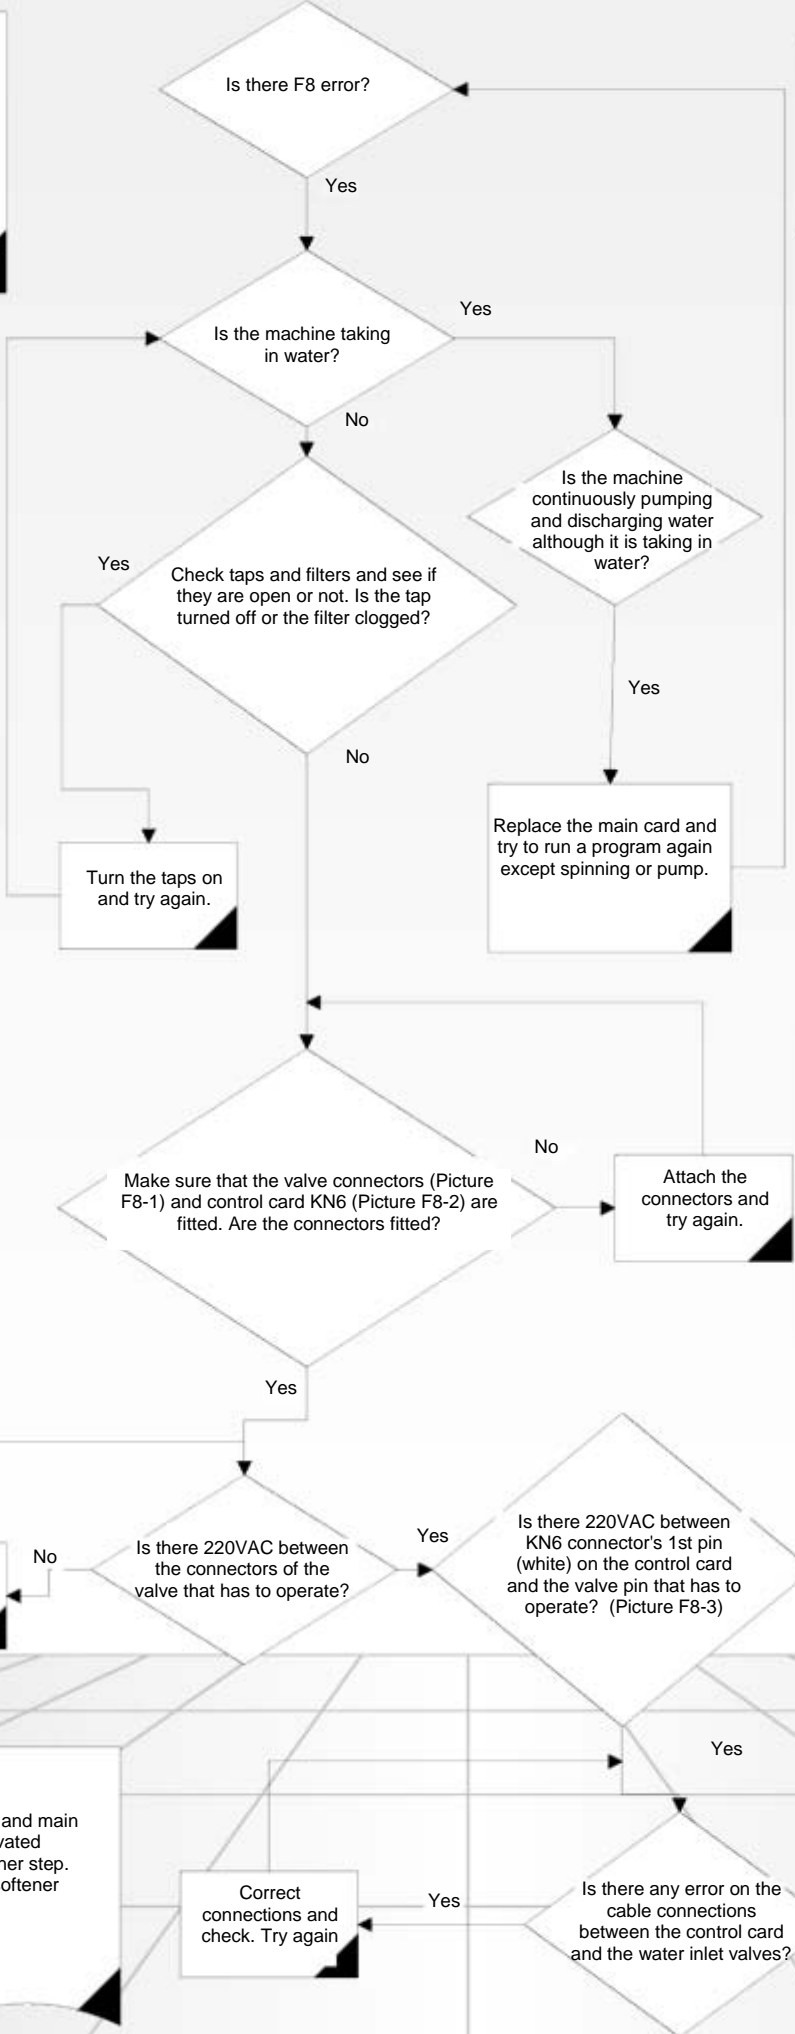 Is there F8 error?
Yes
Is the machine taking
in water?
Yes
No
Is the machine
continuously pumping
and discharging water
although it is taking in
water?
Yes
Check taps and filters and see if
they are open or not. Is the tap
turned off or the filter clogged?
Yes
No
Turn the taps on
and try again.
Replace the main card and
try to run a program again
except spinning or pump.
Make sure that the valve connectors (Picture
F8-1) and control card KN6 (Picture F8-2) are
fitted. Are the connectors fitted?
No
Attach the
connectors and
try again.
Yes
No
Is there 220VAC between
the connectors of the
valve that has to operate?
Yes
Is there 220VAC between
KN6 connector's 1st pin
(white) on the control card
and the valve pin that has to
operate? (Picture F8-3)
Yes
and main
vated
ner step.
oftener
Correct
connections and
check. Try again
Yes
Is there any error on the
cable connections
between the control card
and the water inlet valves?